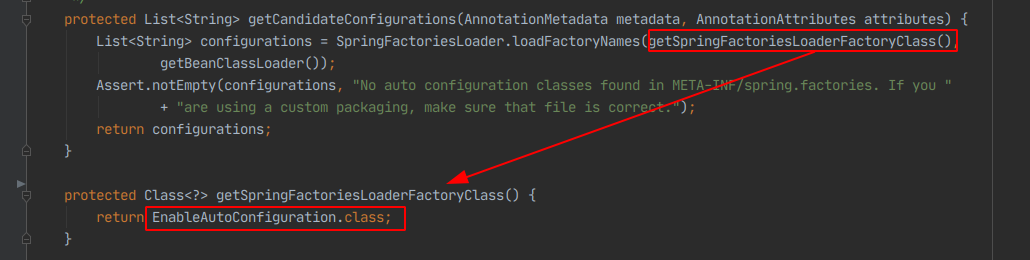 protected List<String> getCandidateConfigurations(AnnotationMetadata metadata, AnnotationAttributes attributes) {
List<String> configurations = SpringFactoriesLoader.loadFactoryNames(getSpringFactoriesLoaderFactoryClass(),
getBeanClassLoader());
Assert.notEmpty(configurations, "No auto configuration classes found in META-INF/spring.factories. If you "
+ "are using a custom packaging, make sure that file is correct.");
return configurations;
}
protected Class<?> getSpringFactoriesLoaderFactoryClass() {
return EnableAutoConfiguration.class;
}